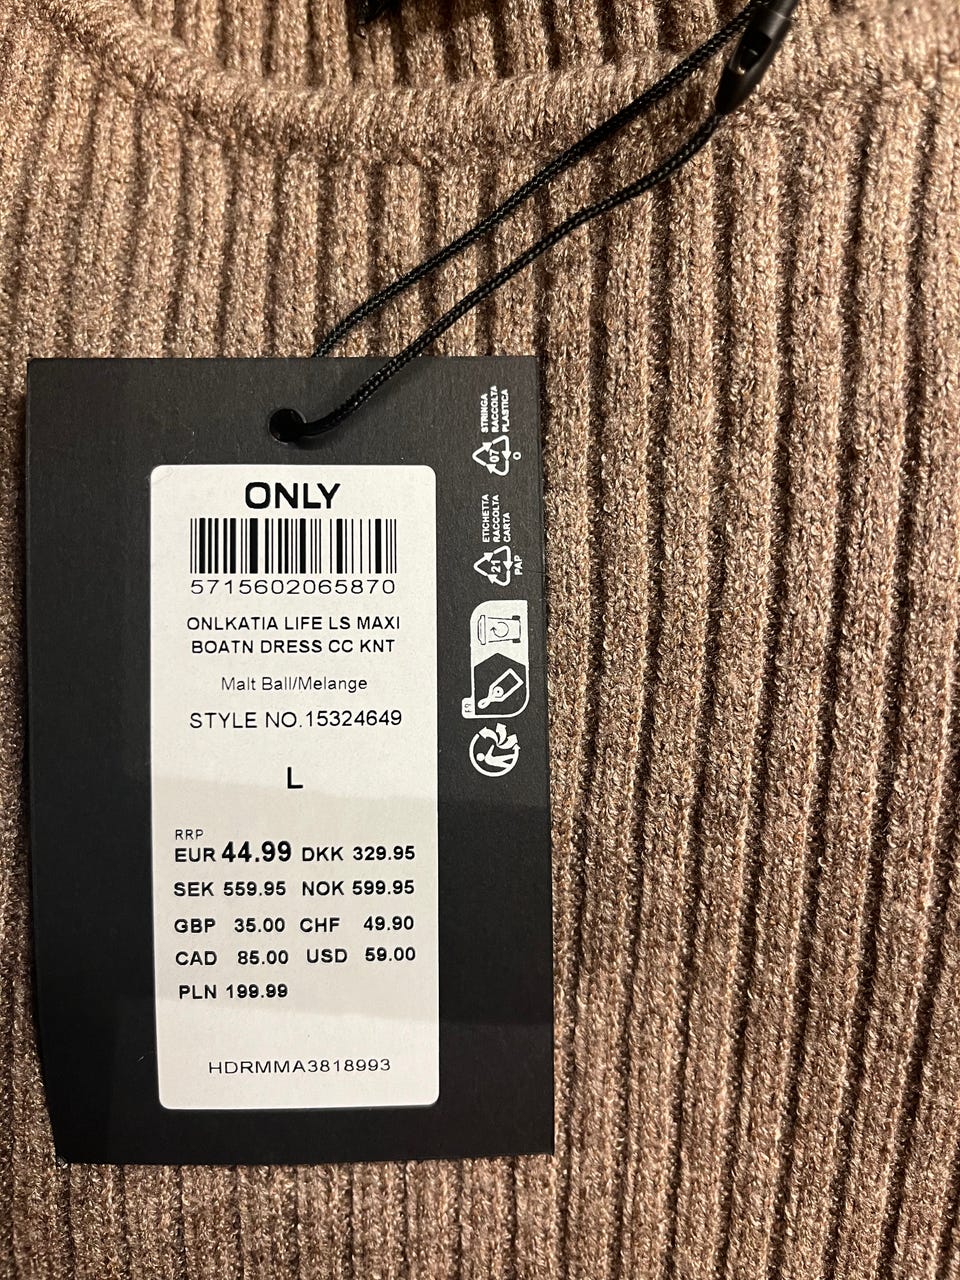 ONLY
5715602065870
ONLKATIA LIFE LS MAXI
BOATN DRESS CC KNT
Malt Ball/Melange
STYLE NO.15324649
L
RRP
EUR 44.99 DKK 329.95
SEK 559.95 NOK 599.95
GBP 35.00 CHF 49.90
CAD 85.00 USD 59.00
PLN 199.99
HDRMMA3818993
STRINGA
RACCOLTA
PLASTICA
07
O
ETICHETTA
RACCOLTA
CARTA
21
PAP
FR